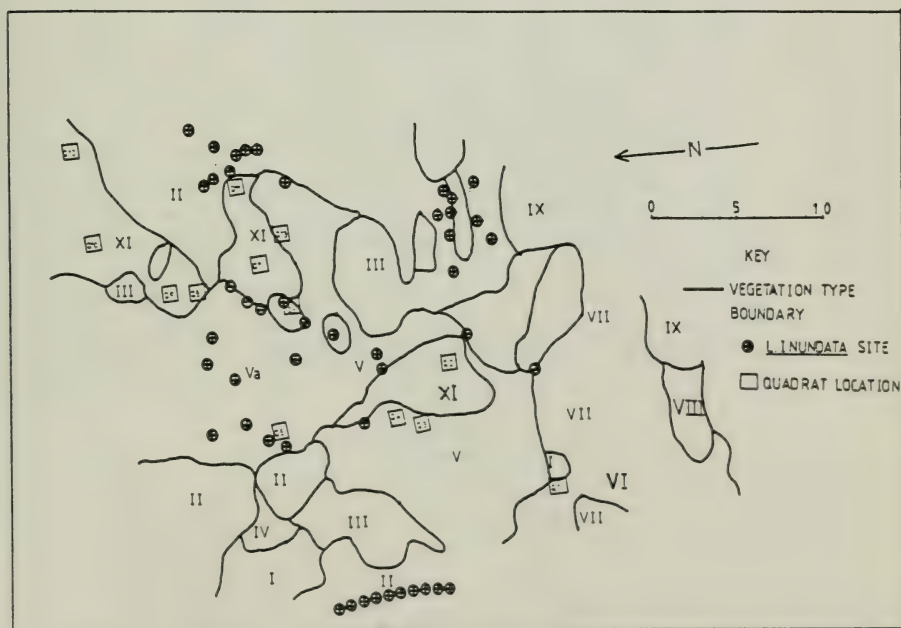 N
0 5 10
KEY
VEGETATION TYPE
BOUNDARY
L.INUNDATA SITE
QUADRAT LOCATION
II
IX
XI
XI
III
III
IX
VII
V
Va
VIII
XI
VII
V
II
II
VI
IV
III
VII
I
II